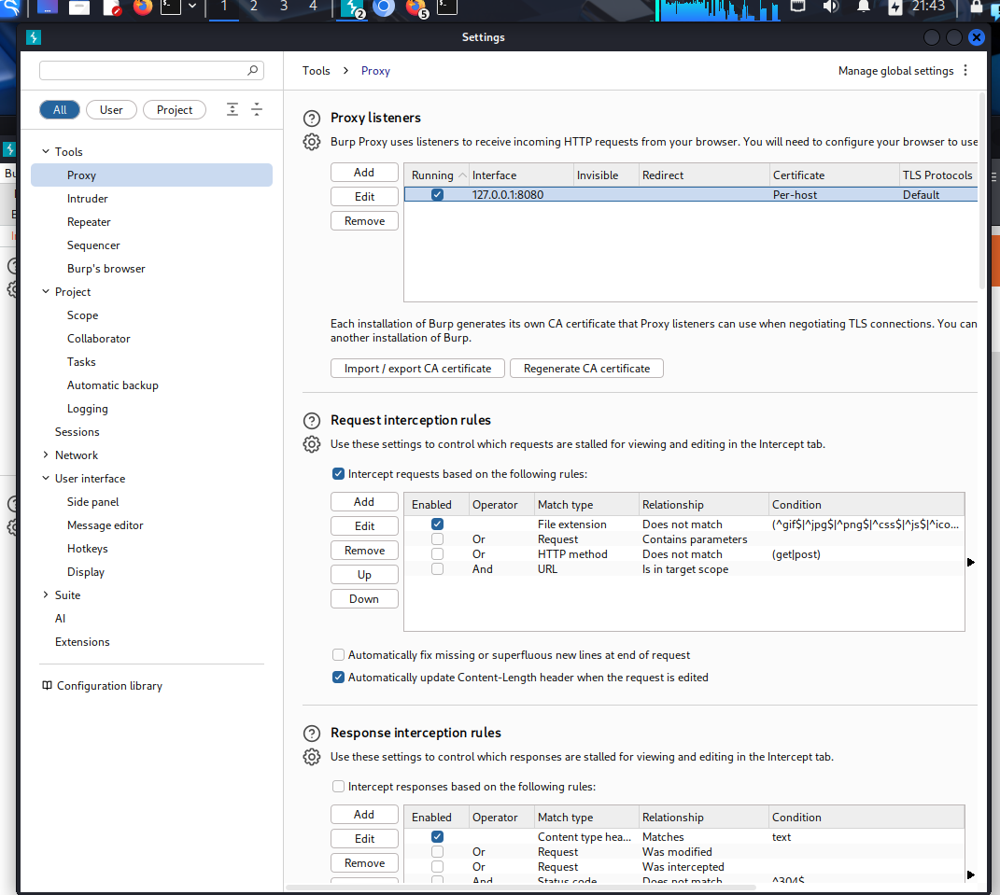 1 2 3 4 2 5 21:43
Settings
Tools > Proxy
Manage global settings
All User Project
Tools
Proxy
Intruder
Repeater
Sequencer
Burp's browser
Project
Scope
Collaborator
Tasks
Automatic backup
Logging
Sessions
Network
User interface
Side panel
Message editor
Hotkeys
Display
Suite
AI
Extensions
Configuration library
Proxy listeners
Burp Proxy uses listeners to receive incoming HTTP requests from your browser. You will need to configure your browser to use
Add
Edit
Remove
Running Interface Invisible Redirect Certificate TLS Protocols
127.0.0.1:8080 Per-host Default
Each installation of Burp generates its own CA certificate that Proxy listeners can use when negotiating TLS connections. You can
another installation of Burp.
Import / export CA certificate Regenerate CA certificate
Request interception rules
Use these settings to control which requests are stalled for viewing and editing in the Intercept tab.
Intercept requests based on the following rules:
Add
Edit
Remove
Up
Down
Enabled Operator Match type Relationship Condition
File extension Does not match (^gif$|^jpg$|^png$|^css$|^js$|^ico...
Or Request Contains parameters
Or HTTP method Does not match (get|post)
And URL Is in target scope
Automatically fix missing or superfluous new lines at end of request
Automatically update Content-Length header when the request is edited
Response interception rules
Use these settings to control which responses are stalled for viewing and editing in the Intercept tab.
Intercept responses based on the following rules:
Add
Edit
Remove
Enabled Operator Match type Relationship Condition
Content type hea... Matches text
Or Request Was modified
Or Request Was intercepted
And Status code Does not match ^304$